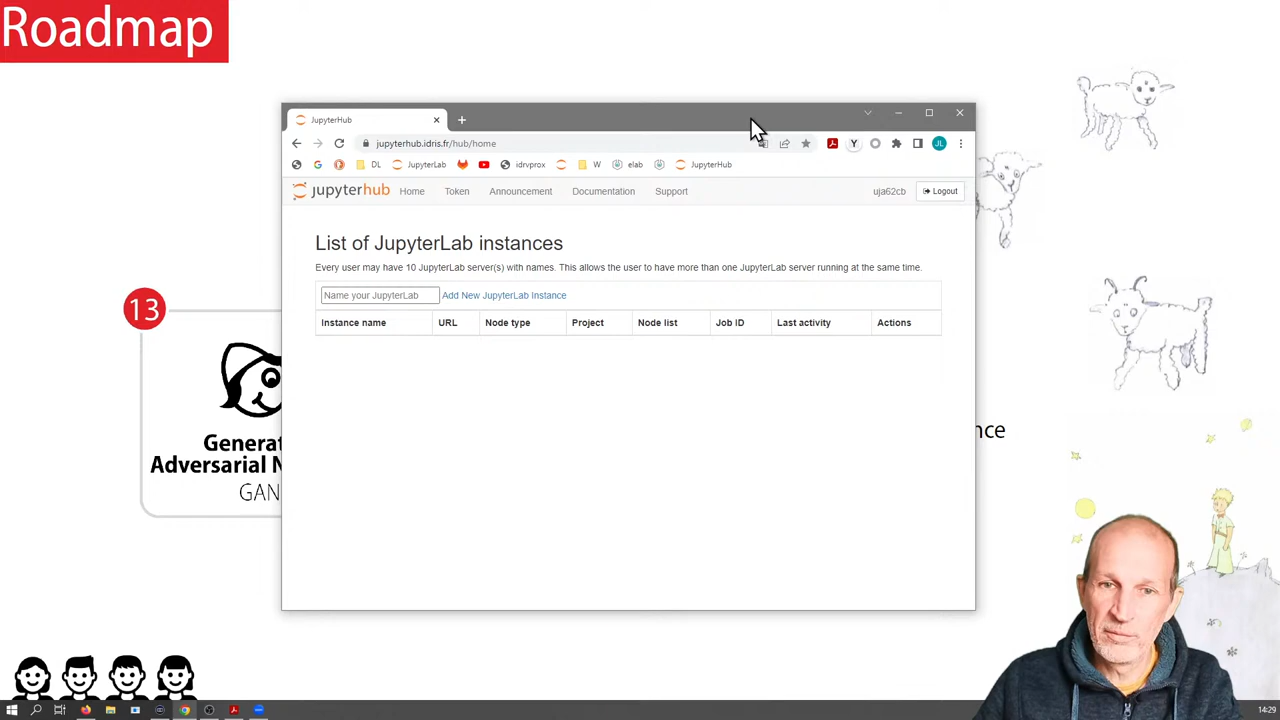 Roadmap
JupyterHub
jupyterhub.idris.fr/hub/home
JL
DL
JupyterLab
idrvprox
W
elab
JupyterHub
jupyterhub
Home
Token
Announcement
Documentation
Support
uja62cb
Logout
List of JupyterLab instances
Every user may have 10 JupyterLab server(s) with names. This allows the user to have more than one JupyterLab server running at the same time.
Name your JupyterLab
Add New JupyterLab Instance
Instance name
URL
Node type
Project
Node list
Job ID
Last activity
Actions
13
Generat
Adversarial N
GAN
nce
14:29